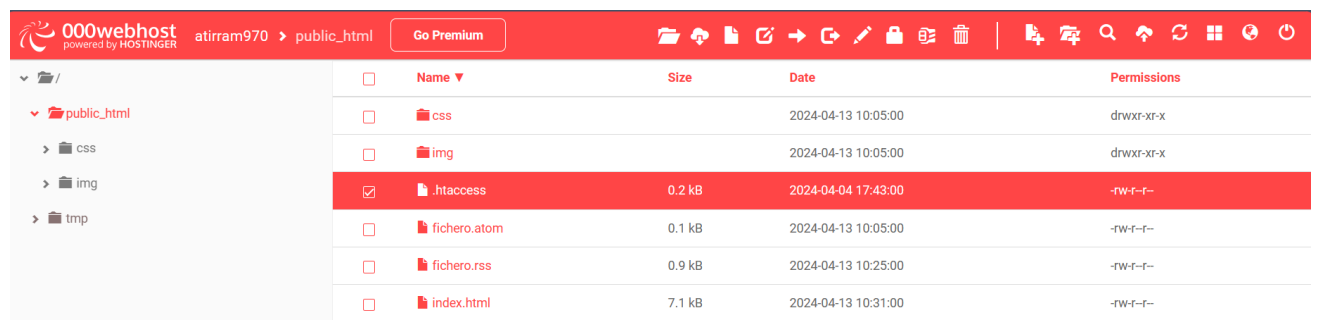 000webhost
powered by HOSTINGER
atirram970 > public_html
Go Premium
/
public_html
css
img
tmp
Name ▼ Size Date Permissions
css 2024-04-13 10:05:00 drwxr-xr-x
img 2024-04-13 10:05:00 drwxr-xr-x
.htaccess 0.2 kB 2024-04-04 17:43:00 -rw-r--r--
fichero.atom 0.1 kB 2024-04-13 10:05:00 -rw-r--r--
fichero.rss 0.9 kB 2024-04-13 10:25:00 -rw-r--r--
index.html 7.1 kB 2024-04-13 10:31:00 -rw-r--r--